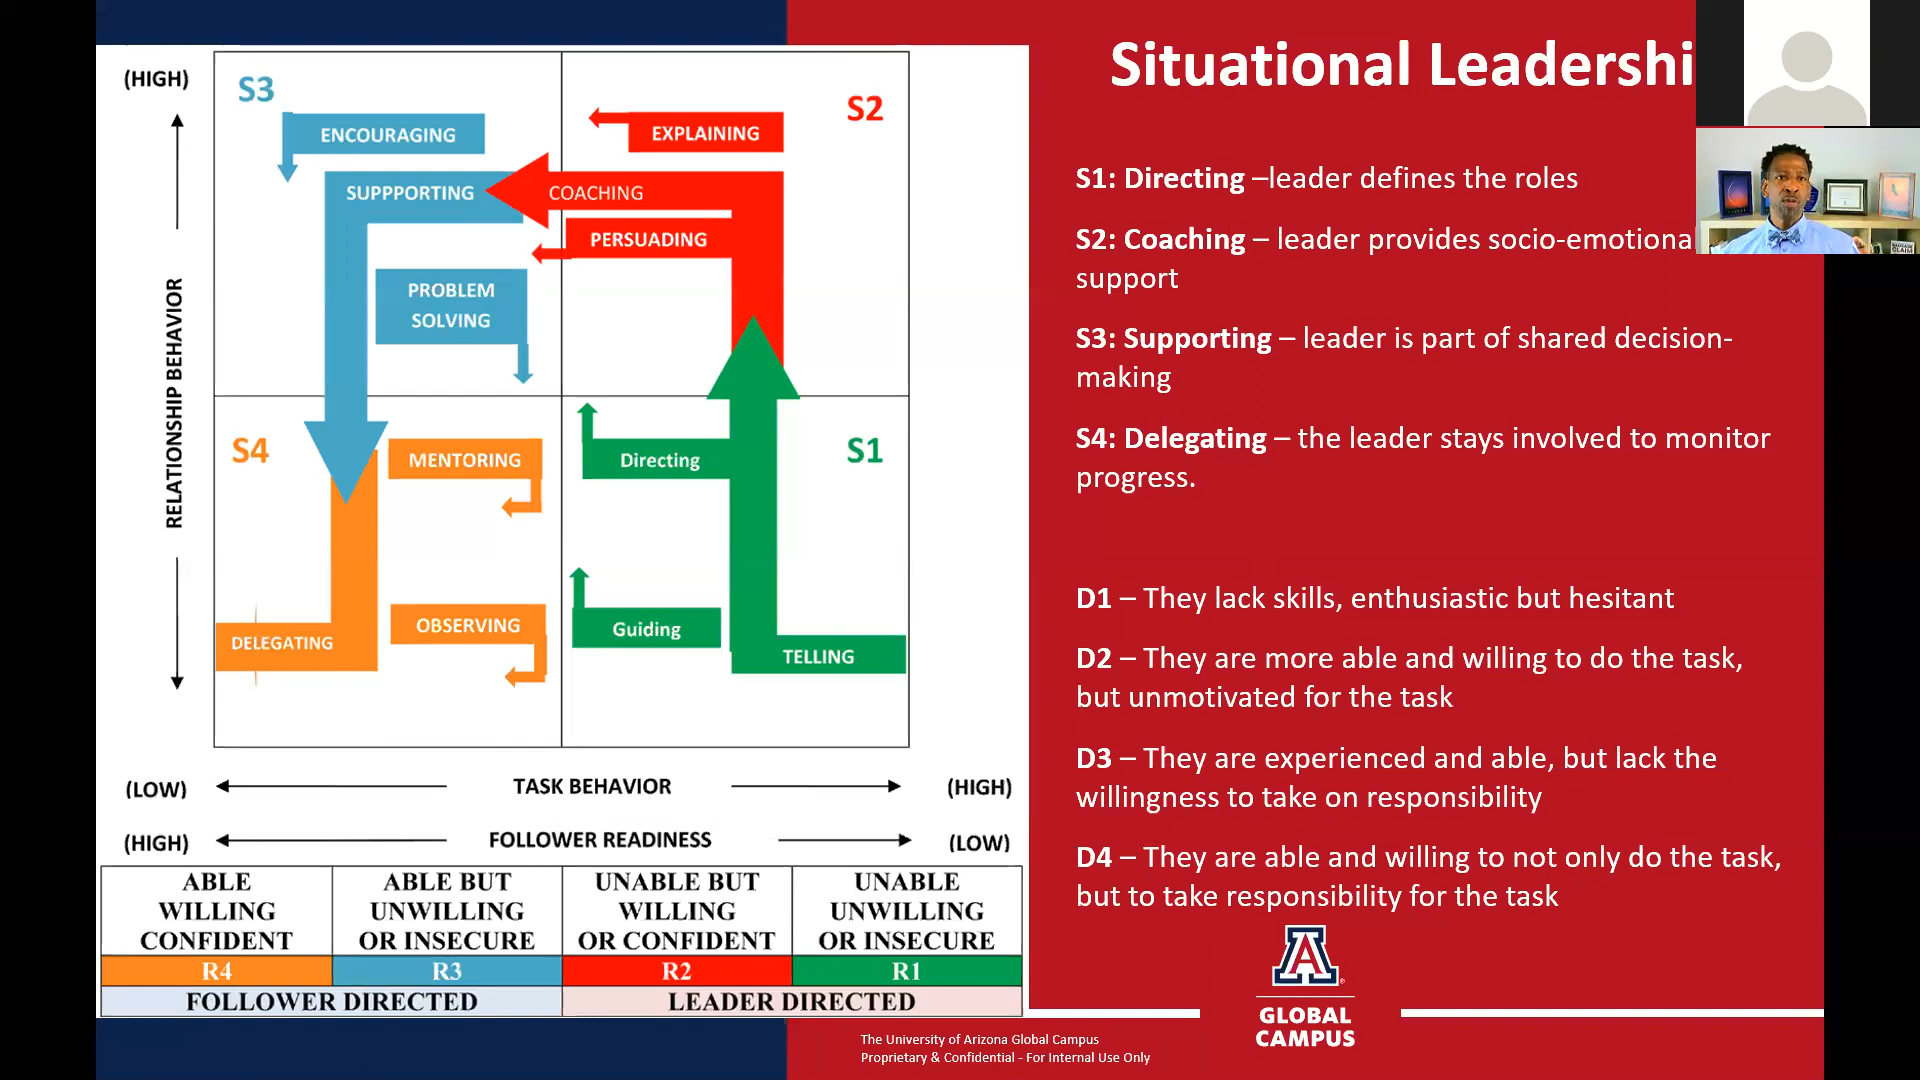 Situational Leadershi
(HIGH)
S3
ENCOURAGING
SUPPPORTING
PROBLEM
SOLVING
S2
EXPLAINING
COACHING
PERSUADING
RELATIONSHIP BEHAVIOR
S4
MENTORING
OBSERVING
DELEGATING
S1
Directing
Guiding
TELLING
(LOW)
TASK BEHAVIOR
(HIGH)
(HIGH)
FOLLOWER READINESS
(LOW)
ABLE
WILLING
CONFIDENT
ABLE BUT
UNWILLING
OR INSECURE
UNABLE BUT
WILLING
OR CONFIDENT
UNABLE
UNWILLING
OR INSECURE
R4
R3
R2
R1
FOLLOWER DIRECTED
LEADER DIRECTED
S1: Directing –leader defines the roles
S2: Coaching – leader provides socio-emotiona
support
S3: Supporting – leader is part of shared decision-
making
S4: Delegating – the leader stays involved to monitor
progress.
D1 – They lack skills, enthusiastic but hesitant
D2 – They are more able and willing to do the task,
but unmotivated for the task
D3 – They are experienced and able, but lack the
willingness to take on responsibility
D4 – They are able and willing to not only do the task,
but to take responsibility for the task
A
GLOBAL
CAMPUS
The University of Arizona Global Campus
Proprietary & Confidential - For Internal Use Only
CLAIM